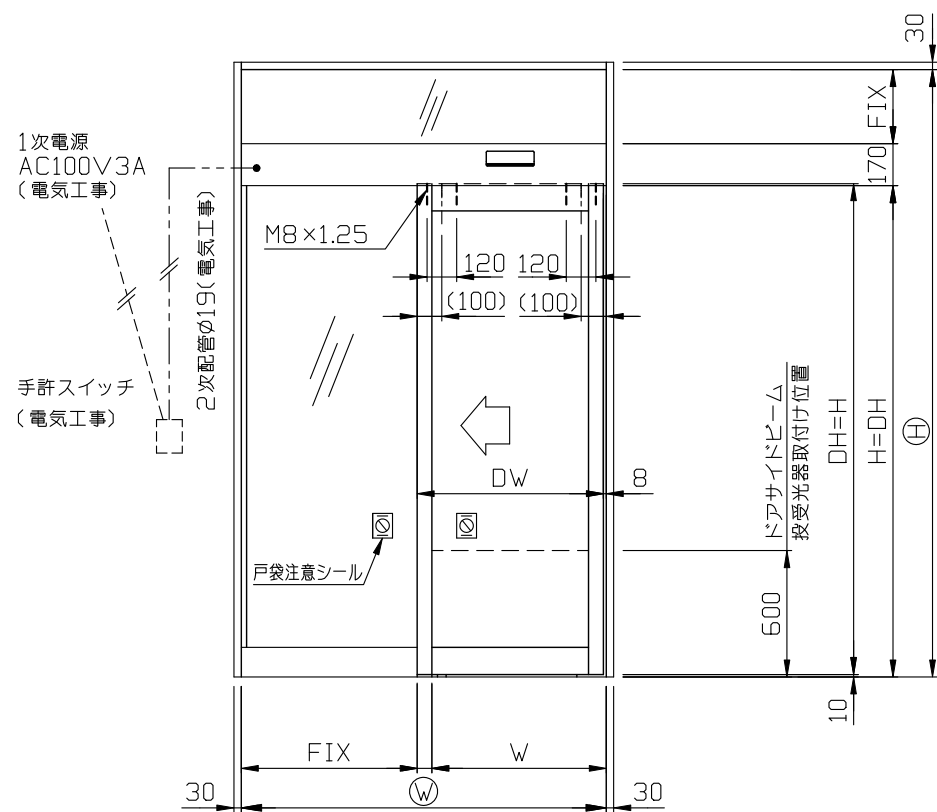 30
1次電源
AC100V3A
(電気工事)
FIX
170
2次配管φ19(電気工事)
M8×1.25
120
120
(100)
(100)
手許スイッチ
(電気工事)
ドアサイドビーム
投受光器取付け位置
DH=H
H=DH
H
DW
8
戸袋注意シール
600
10
FIX
W
30
W
30